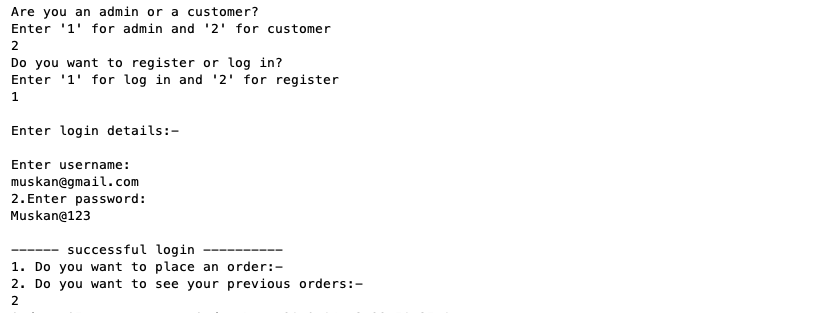 Are you an admin or a customer?
Enter '1' for admin and '2' for customer
2
Do you want to register or log in?
Enter '1' for log in and '2' for register
1
Enter login details:-
Enter username:
muskan@gmail.com
2.Enter password:
Muskan@123
------ successful login ----------
1. Do you want to place an order:-
2. Do you want to see your previous orders:-
2